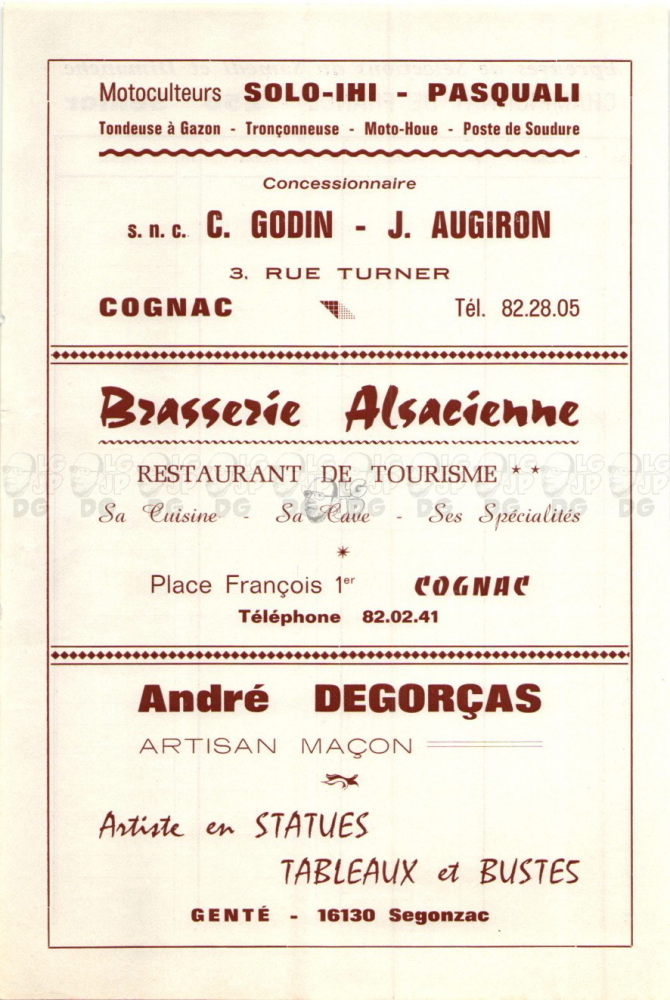 Motoculteurs SOLO-IHI - PASQUALI
Tondeuse à Gazon - Tronçonneuse - Moto-Houe - Poste de Soudure
Concessionnaire
s. n. c. C. GODIN - J. AUGIRON
3, RUE TURNER
COGNAC Tél. 82.28.05
Brasserie Alsacienne
RESTAURANT DE TOURISME * *
Sa Cuisine - Sa Cave - Ses Spécialités
Place François 1er COGNAC
Téléphone 82.02.41
André DEGORÇAS
ARTISAN MAÇON
Artiste en STATUES
TABLEAUX et BUSTES
GENTÉ - 16130 Segonzac